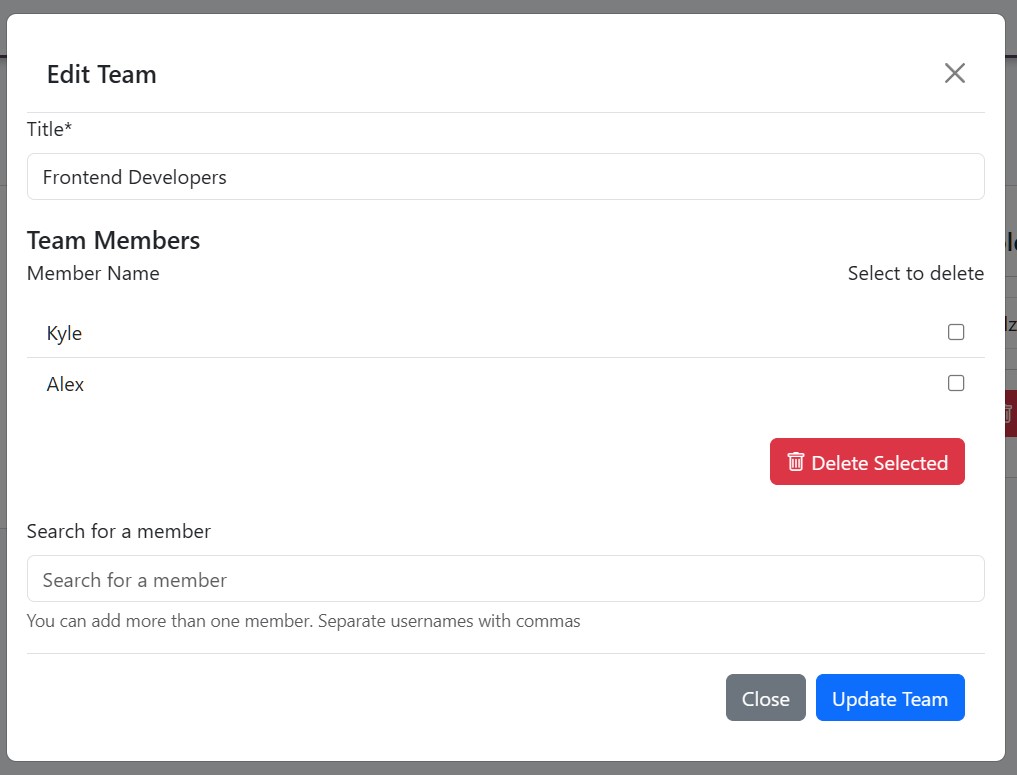 Edit Team
Title*
Frontend Developers
Team Members
Member Name
Select to delete
Kyle
Alex
Delete Selected
Search for a member
Search for a member
You can add more than one member. Separate usernames with commas
Close
Update Team